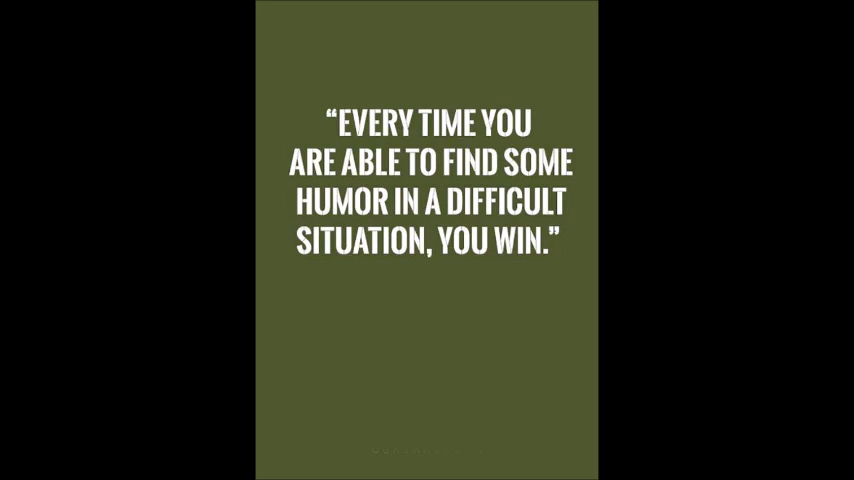 “EVERY TIME YOU
ARE ABLE TO FIND SOME
HUMOR IN A DIFFICULT
SITUATION, YOU WIN.”